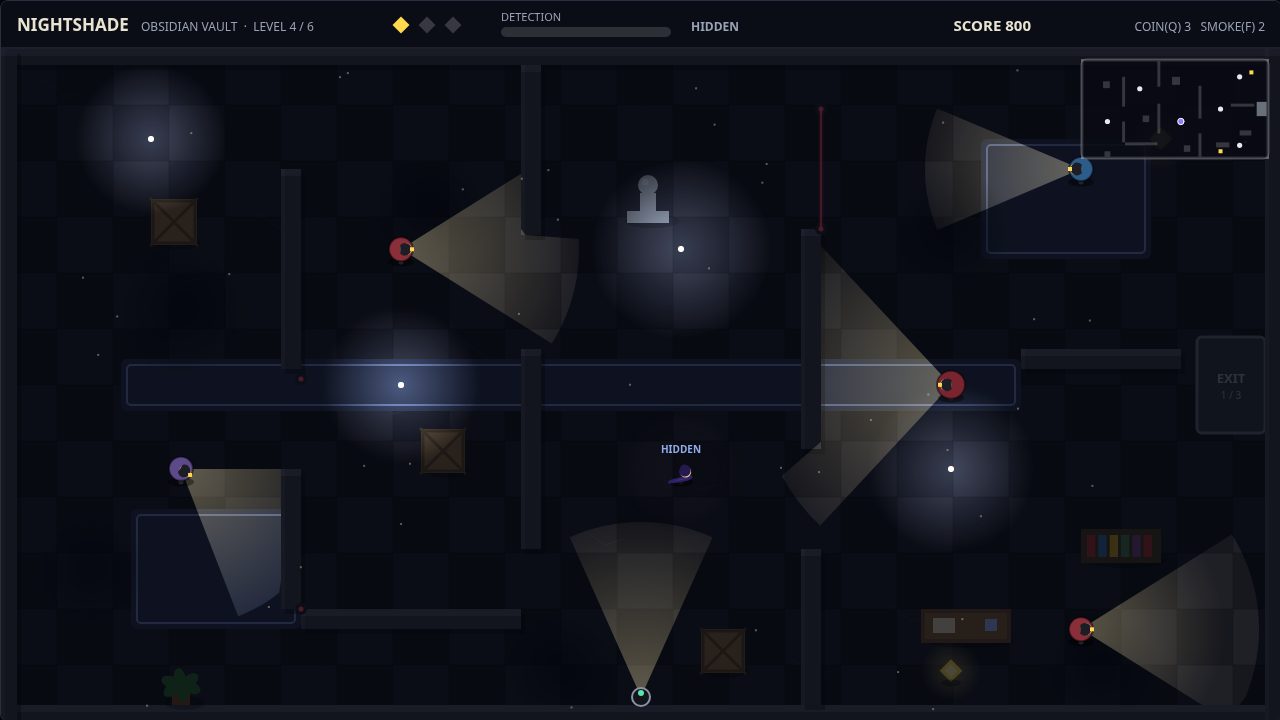 NIGHTSHADE OBSIDIAN VAULT · LEVEL 4 / 6
DETECTION
HIDDEN
SCORE 800
COIN(Q) 3 SMOKE(F) 2
EXIT
1 / 3
HIDDEN